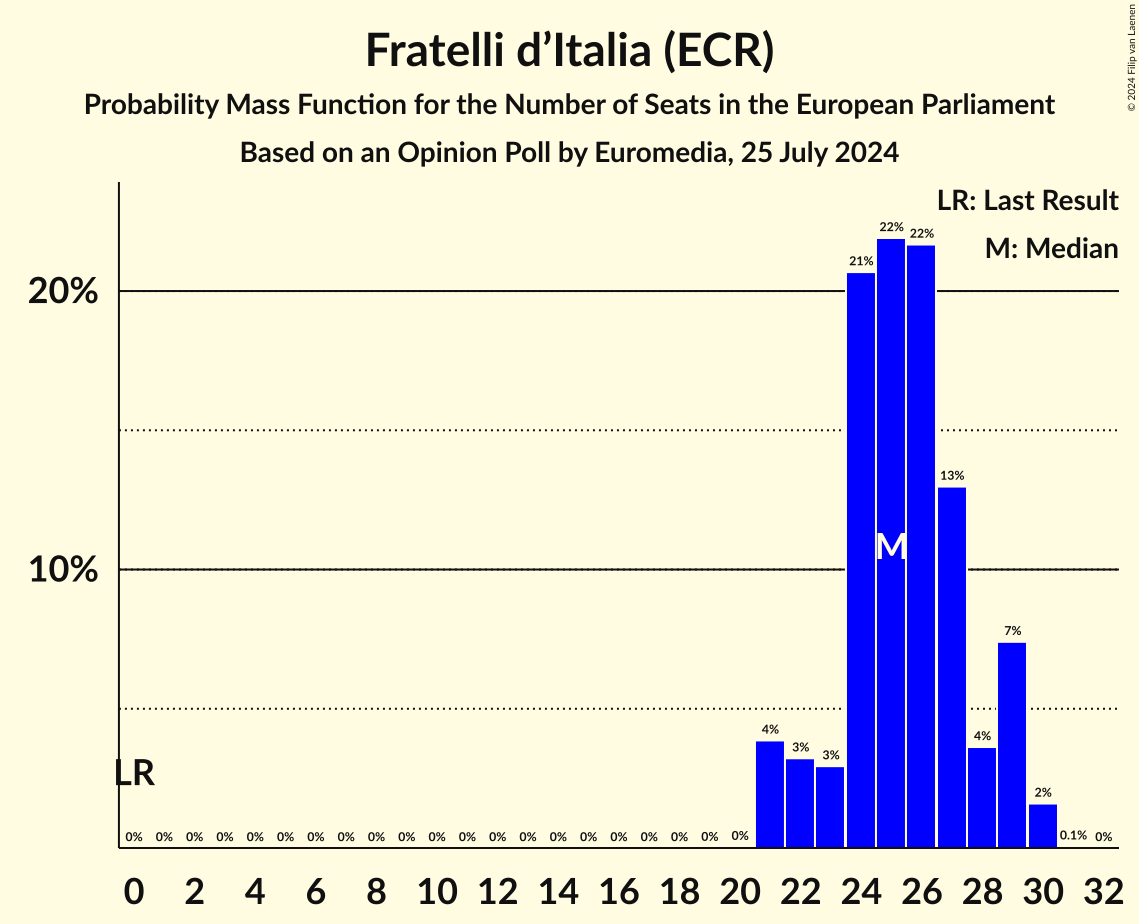 Fratelli d’Italia (ECR)
Probability Mass Function for the Number of Seats in the European Parliament
Based on an Opinion Poll by Euromedia, 25 July 2024
© 2024 Filip van Laenen
LR: Last Result
M: Median
20%
10%
22%
22%
21%
13%
M
7%
4%
3%
3%
4%
2%
LR
0% 0% 0% 0% 0% 0% 0% 0% 0% 0% 0% 0% 0% 0% 0% 0% 0% 0% 0% 0% 0% 0.1% 0%
0 2 4 6 8 10 12 14 16 18 20 22 24 26 28 30 32